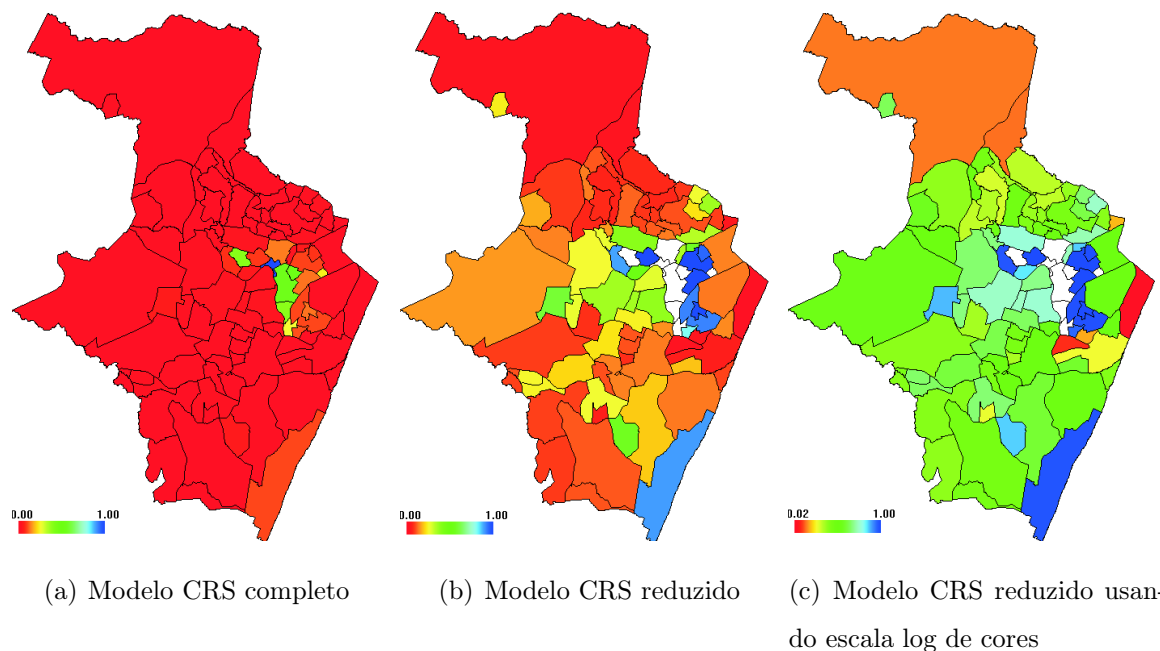 0.00 1.00
0.00 1.00
0.02 1.00
(a) Modelo CRS completo
(b) Modelo CRS reduzido
(c) Modelo CRS reduzido usan-
do escala log de cores